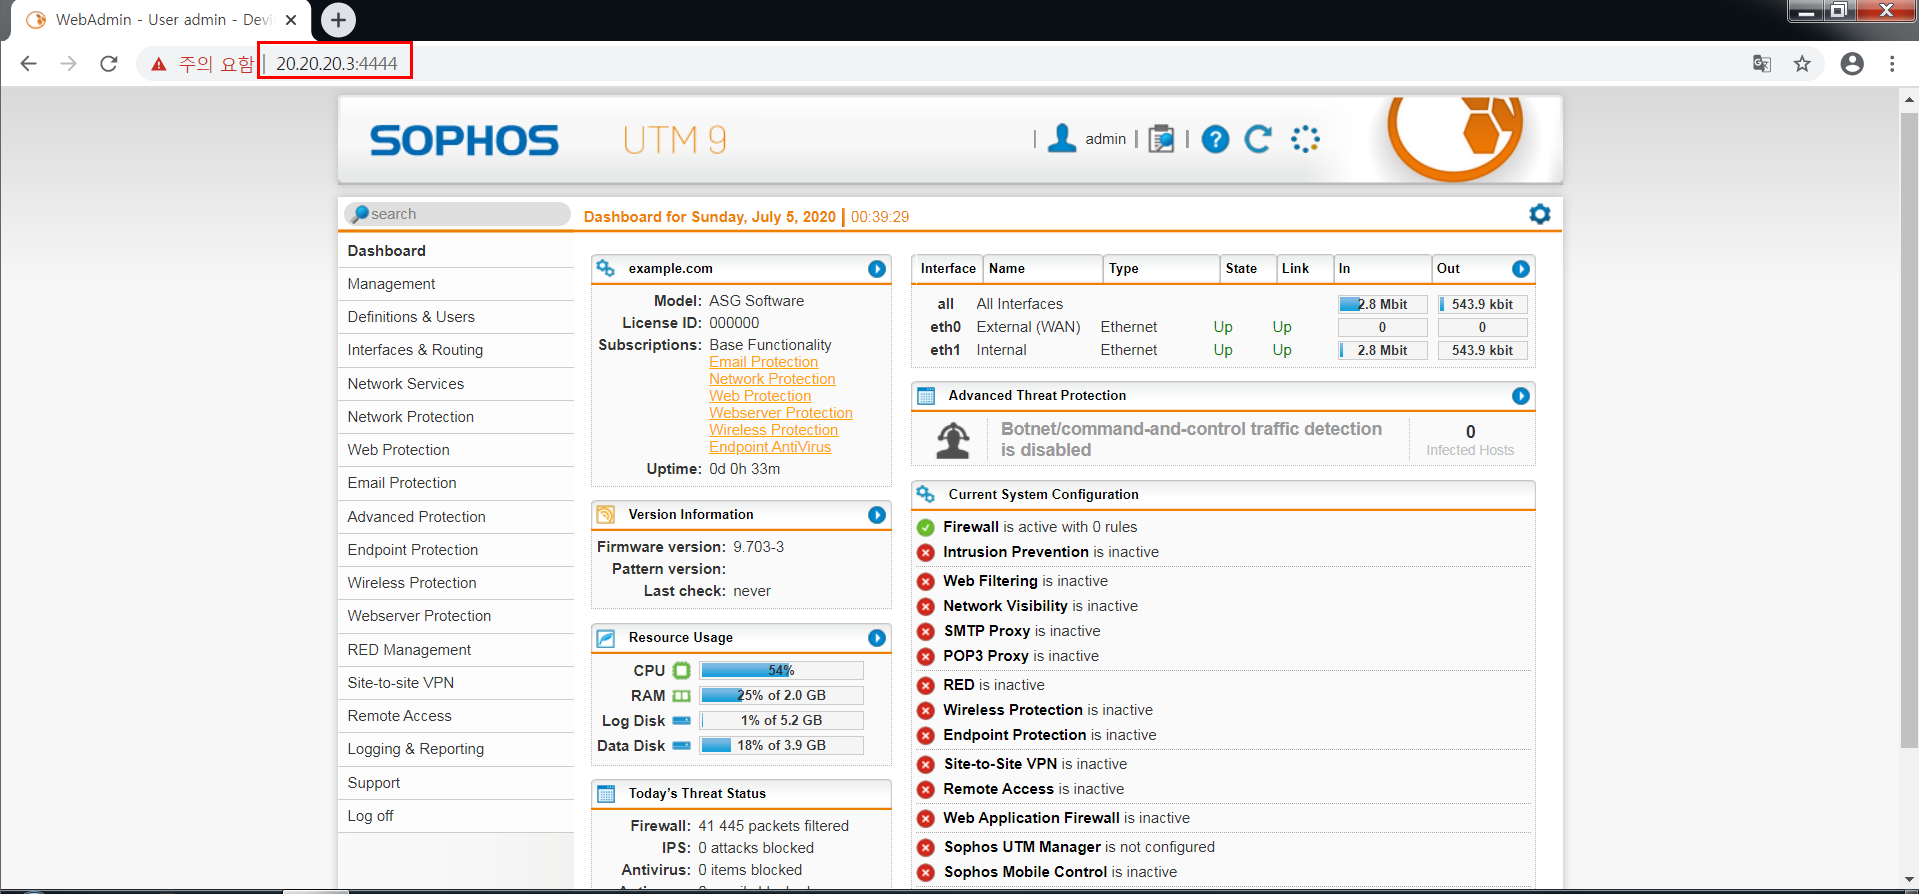 WebAdmin - User admin - Devi
주의 요함 | 20.20.20.3:4444
SOPHOS UTM 9 | admin | |
search
Dashboard for Sunday, July 5, 2020 | 00:39:29
Dashboard
Management
Definitions & Users
Interfaces & Routing
Network Services
Network Protection
Web Protection
Email Protection
Advanced Protection
Endpoint Protection
Wireless Protection
Webserver Protection
RED Management
Site-to-site VPN
Remote Access
Logging & Reporting
Support
Log off
example.com
Model: ASG Software
License ID: 000000
Subscriptions: Base Functionality
Email Protection
Network Protection
Web Protection
Webserver Protection
Wireless Protection
Endpoint AntiVirus
Uptime: 0d 0h 33m
Version Information
Firmware version: 9.703-3
Pattern version:
Last check: never
Resource Usage
CPU 54%
RAM 25% of 2.0 GB
Log Disk 1% of 5.2 GB
Data Disk 18% of 3.9 GB
Today's Threat Status
Firewall: 41 445 packets filtered
IPS: 0 attacks blocked
Antivirus: 0 items blocked
Interface Name Type State Link In Out
all All Interfaces 2.8 Mbit 543.9 kbit
eth0 External (WAN) Ethernet Up Up 0 0
eth1 Internal Ethernet Up Up 2.8 Mbit 543.9 kbit
Advanced Threat Protection
Botnet/command-and-control traffic detection
is disabled
0
Infected Hosts
Current System Configuration
Firewall is active with 0 rules
Intrusion Prevention is inactive
Web Filtering is inactive
Network Visibility is inactive
SMTP Proxy is inactive
POP3 Proxy is inactive
RED is inactive
Wireless Protection is inactive
Endpoint Protection is inactive
Site-to-Site VPN is inactive
Remote Access is inactive
Web Application Firewall is inactive
Sophos UTM Manager is not configured
Sophos Mobile Control is inactive